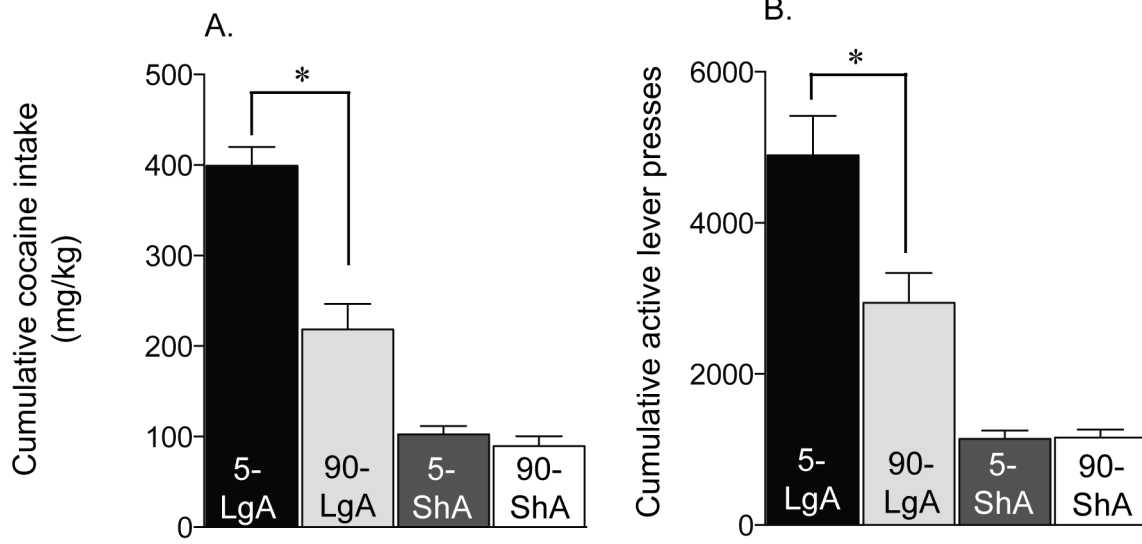 A.
Cumulative cocaine intake
(mg/kg)
500
400
300
200
100
0
*
5-
LgA
90-
LgA
5-
ShA
90-
ShA
B.
Cumulative active lever presses
6000
4000
2000
0
*
5-
LgA
90-
LgA
5-
ShA
90-
ShA